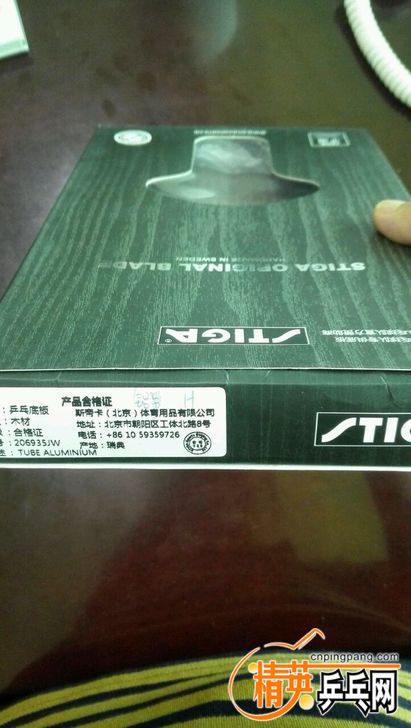 STIGA ORIGINAL BLADE
HANDMADE IN SWEDEN
STIGA
产品合格证
铝管 H
: 乒乓底板
斯帝卡（北京）体育用品有限公司
: 木材
地址: 北京市朝阳区工体北路8号
: 合格证
电话: +86 10 59359726
: 206935JW
产地: 瑞典
: TUBE ALUMINIUM
STIG
cnpingpang.com
精英乒乓网